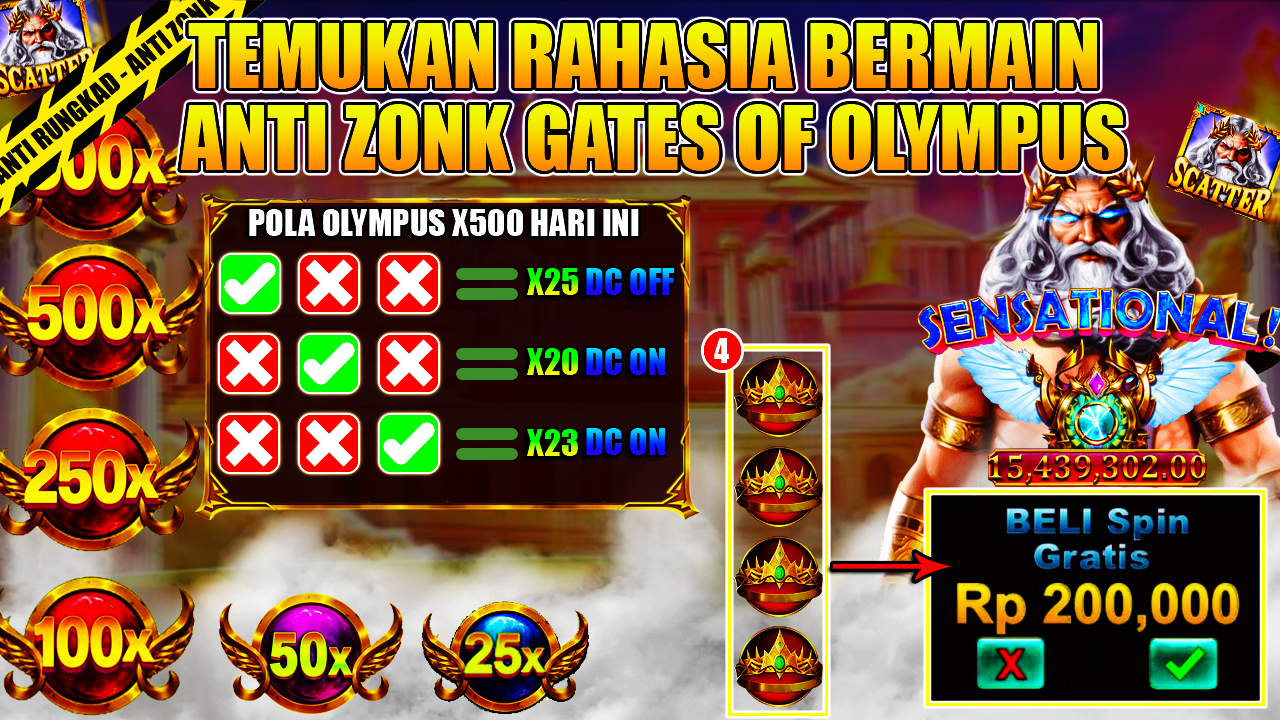 SCATTER
ANTI RUNGKAD - ANTI ZONK
TEMUKAN RAHASIA BERMAIN
ANTI ZONK GATES OF OLYMPUS
SCATTER
500x
250x
100x
50x
25x
POLA OLYMPUS X500 HARI INI
X25 DC OFF
X20 DC ON
X23 DC ON
4
SENSATIONAL!
15,439,302.00
BELI Spin
Gratis
Rp 200,000